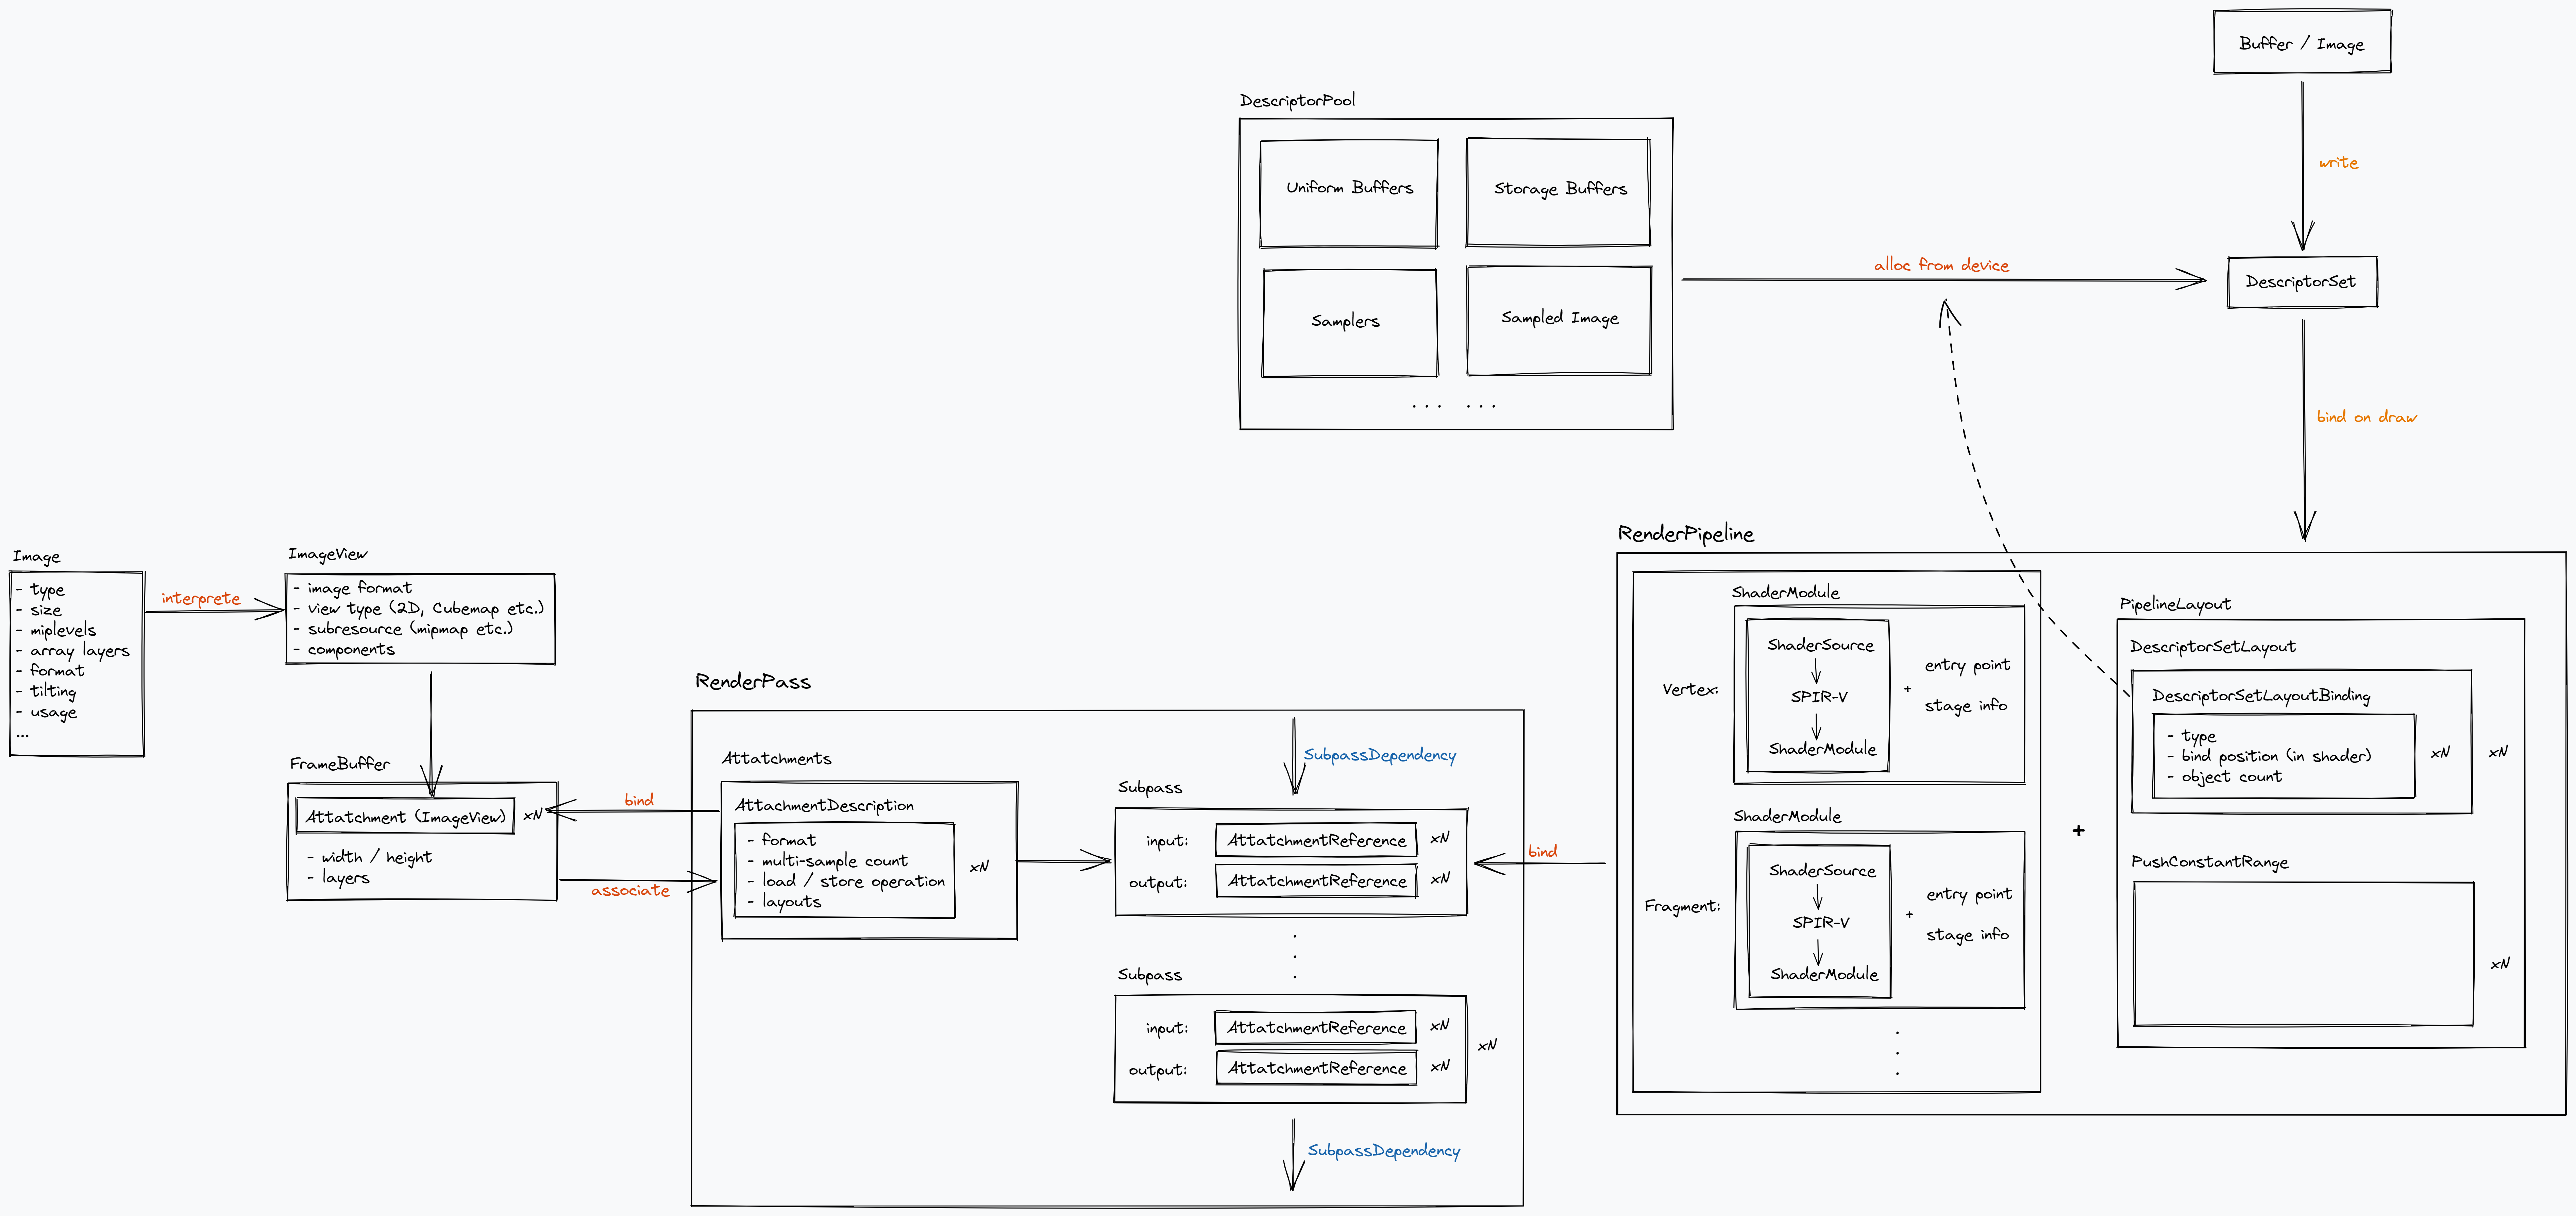 Buffer / Image
write
DescriptorPool
Uniform Buffers
Storage Buffers
Samplers
Sampled Image
... ...
alloc from device
DescriptorSet
bind on draw
Image
- type
- size
- miplevels
- array layers
- format
- tilting
- usage
...
interprete
ImageView
- image format
- view type (2D, Cubemap etc.)
- subresource (mipmap etc.)
- components
FrameBuffer
Attatchment (ImageView)
xN
- width / height
- layers
bind
associate
RenderPass
Attatchments
AttachmentDescription
- format
- multi-sample count
- load / store operation
- layouts
xN
SubpassDependency
Subpass
input:
AttatchmentReference
xN
output:
AttatchmentReference
xN
.
.
.
Subpass
input:
AttatchmentReference
xN
output:
AttatchmentReference
xN
xN
SubpassDependency
bind
RenderPipeline
Vertex:
ShaderModule
ShaderSource
SPIR-V
ShaderModule
+
entry point
stage info
Fragment:
ShaderModule
ShaderSource
SPIR-V
ShaderModule
+
entry point
stage info
.
.
.
+
PipelineLayout
DescriptorSetLayout
DescriptorSetLayoutBinding
- type
- bind position (in shader)
- object count
xN
xN
PushConstantRange
xN